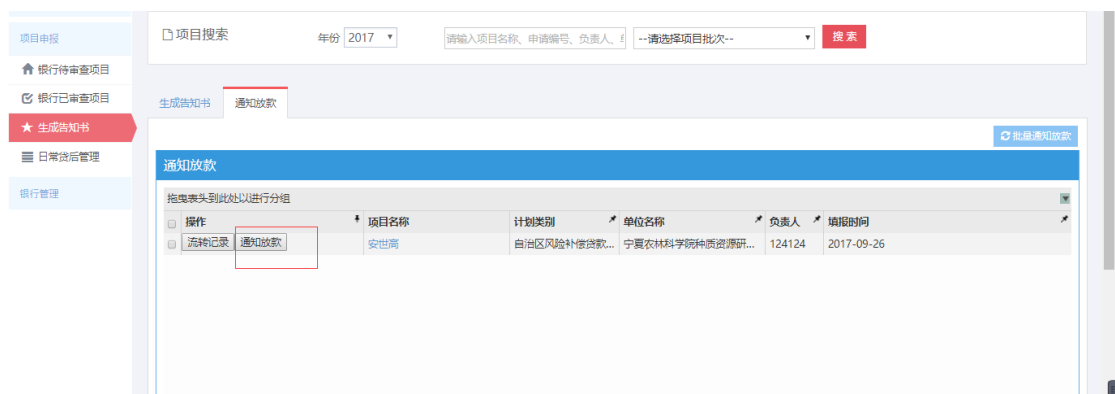 项目申报
银行待审查项目
银行已审查项目
生成告知书
日常贷后管理
银行管理
项目搜索
年份 2017
请输入项目名称、申请编号、负责人、
--请选择项目批次--
搜索
生成告知书 通知放款
批量通知放款
通知放款
拖曳表头到此处以进行分组
操作 项目名称 计划类别 单位名称 负责人 填报时间
流转记录 通知放款 安世高 自治区风险补偿贷款... 宁夏农林科学院种质资源研... 124124 2017-09-26